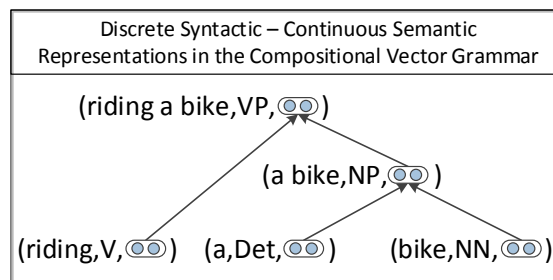 Discrete Syntactic – Continuous Semantic
Representations in the Compositional Vector Grammar
(riding a bike,VP, )
(a bike,NP, )
(riding,V, ) (a,Det, ) (bike,NN, )